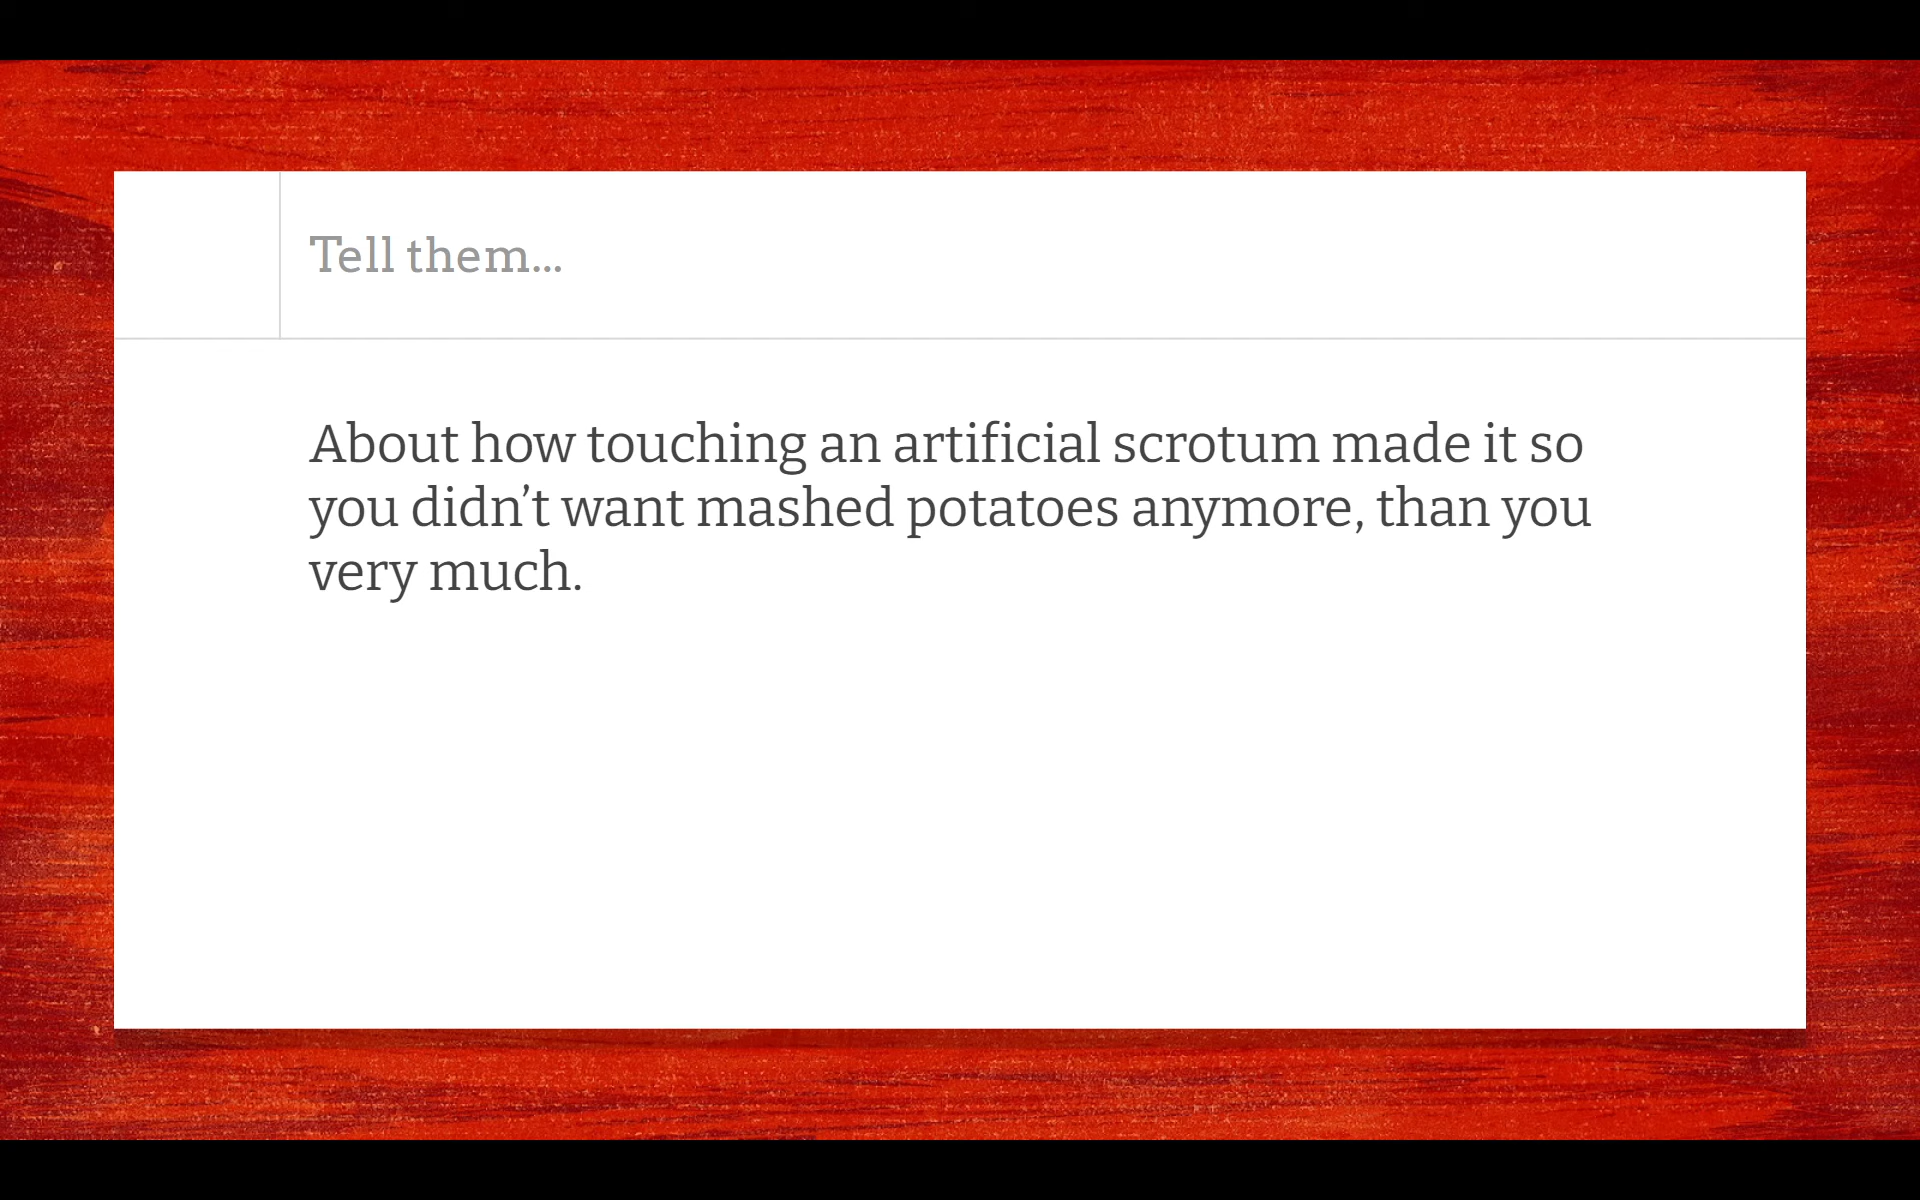 Tell them...
About how touching an artificial scrotum made it so
you didn’t want mashed potatoes anymore, than you
very much.